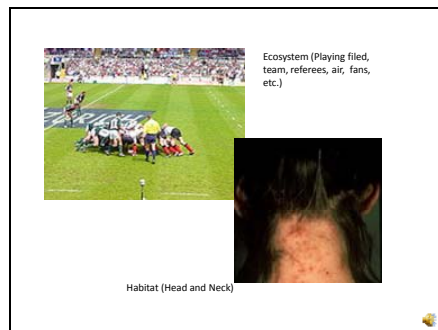 Ecosystem (Playing filed,
team, referees, air, fans,
etc.)
Habitat (Head and Neck)